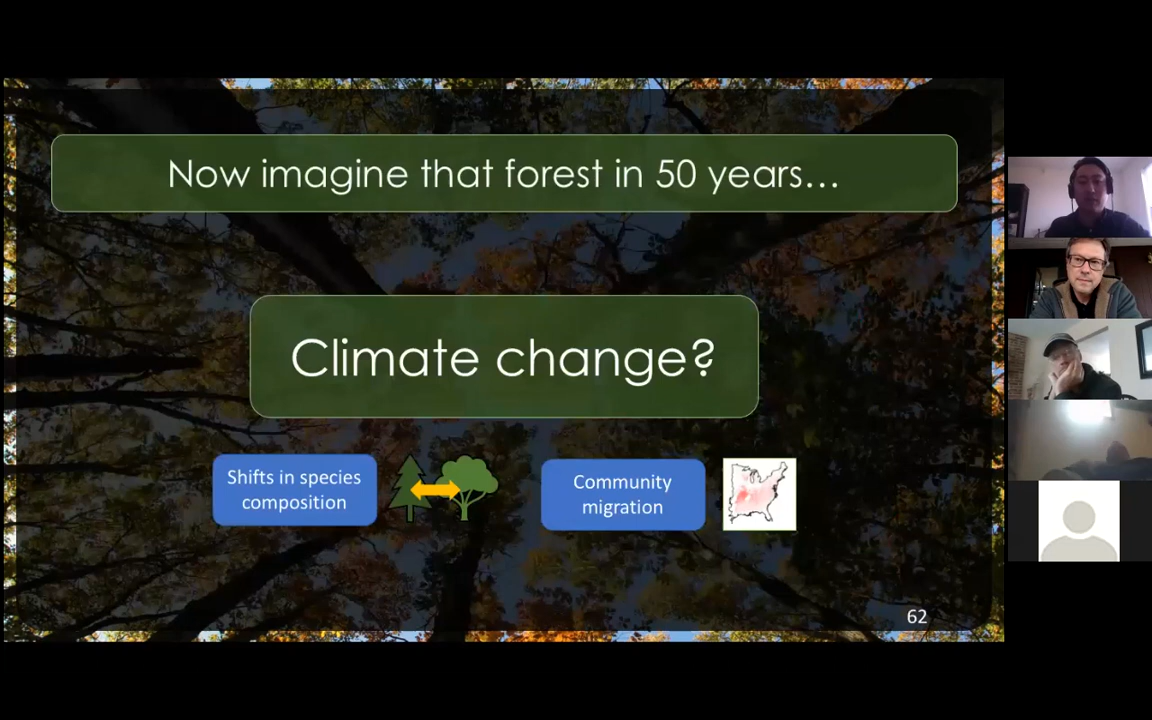 Now imagine that forest in 50 years...
Climate change?
Shifts in species
composition
Community
migration
62